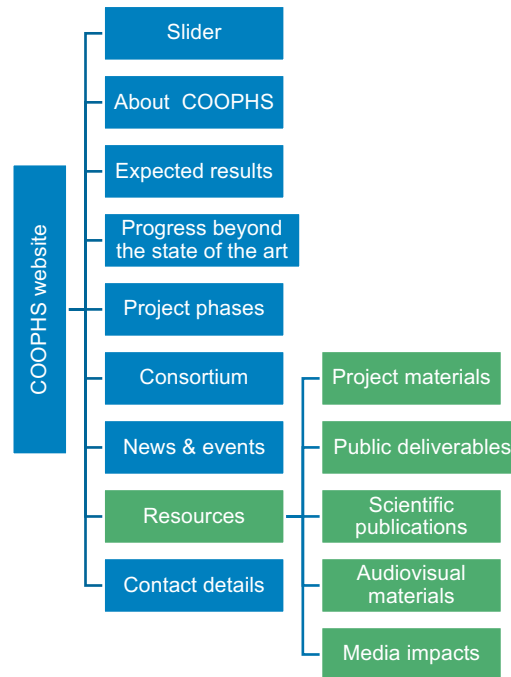 COOPHS website
Slider
About COOPHS
Expected results
Progress beyond
the state of the art
Project phases
Consortium
News & events
Resources
Contact details
Project materials
Public deliverables
Scientific
publications
Audiovisual
materials
Media impacts